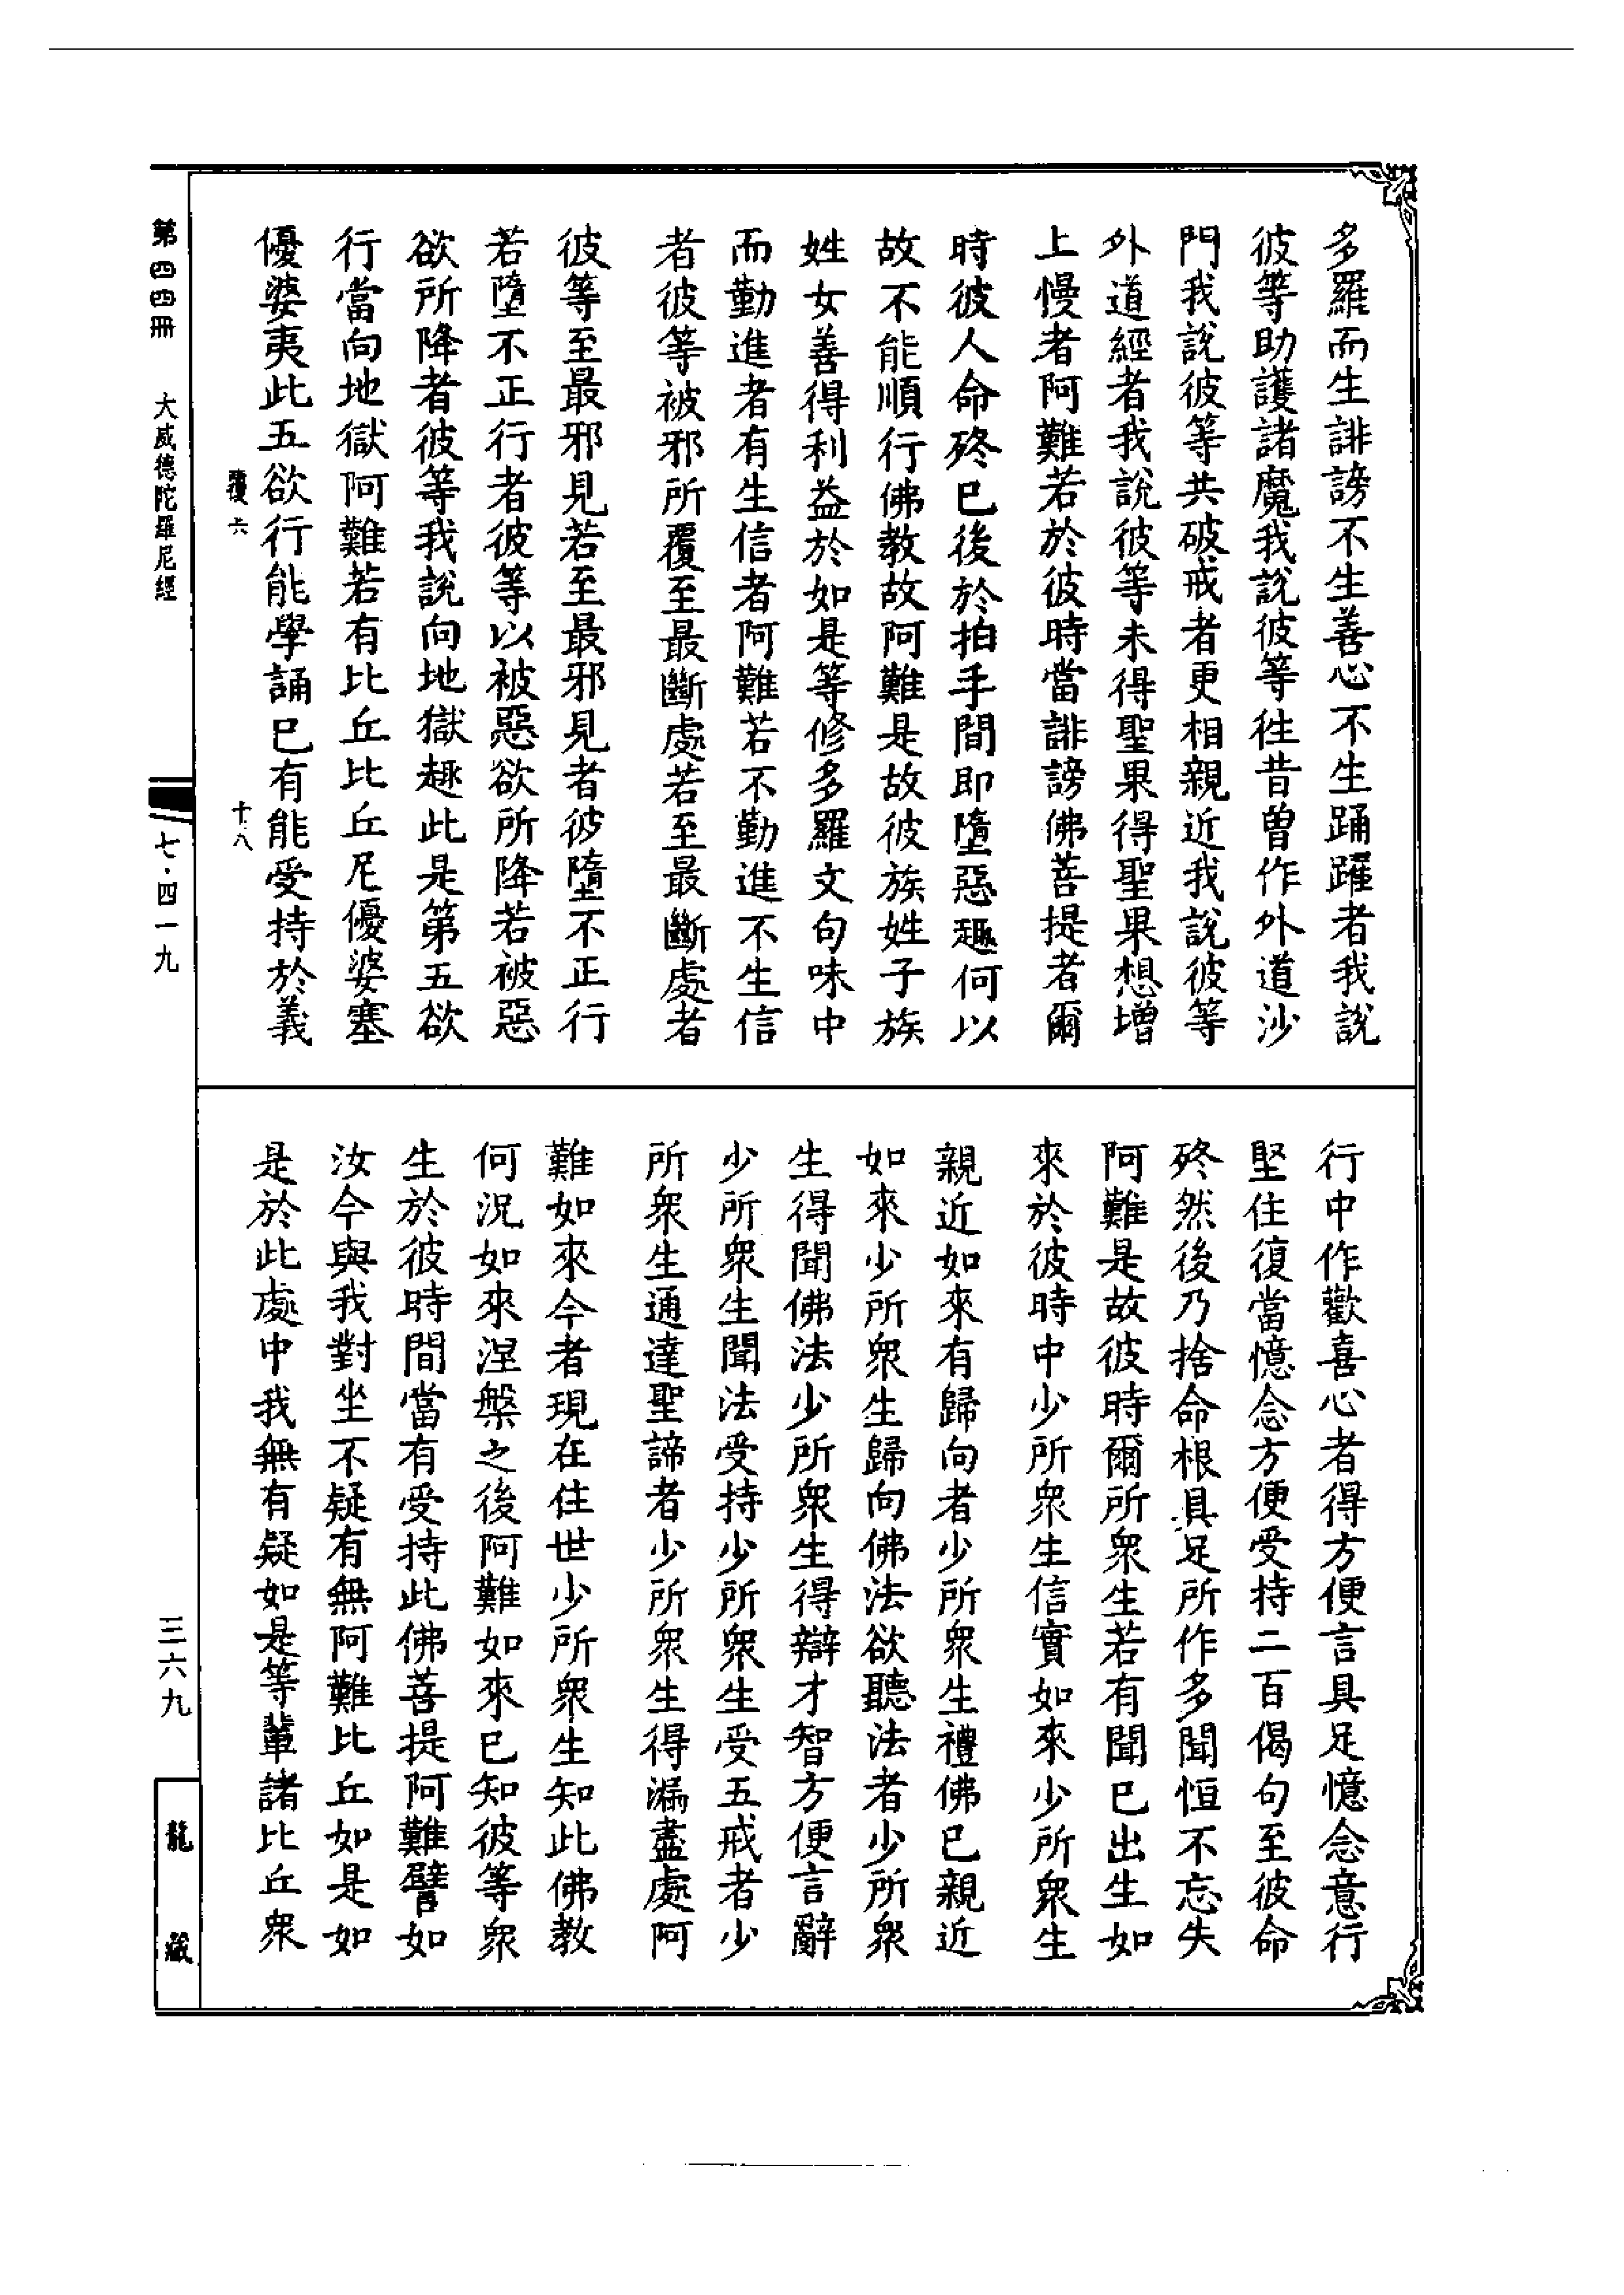 多羅而生誹謗不生善心不生踊躍者我說
彼等助護諸魔我說彼等往昔曾作外道沙
門我說彼等共破戒者更相親近我說彼等
外道經者我說彼等未得聖果得聖果想增
上慢者阿難若於彼時當誹謗佛菩提者爾
時彼人命終已後於拍手間即墮惡趣何以
故不能順行佛教故阿難是故彼族姓子族
姓女善得利益於如是等修多羅文句味中
而勤進者有生信者阿難若不勤進不生信
者彼等被邪所覆至最斷處若至最斷處者
彼等至最邪見若至最邪見者彼墮不正行
若墮不正行者彼等以被惡欲所降若被惡
欲所降者彼等我說向地獄趣此是第五欲
行當向地獄阿難若有比丘比丘尼優婆塞
優婆夷此五欲行能學誦已有能受持於義
六
十八
行中作歡喜心者得方便言具足憶念意行
堅住復當憶念方便受持二百偈句至彼命
終然後乃捨命根具足所作多聞恒不忘失
阿難是故彼時爾所眾生若有聞已出生如
來於彼時中少所眾生信實如來少所眾生
親近如來有歸向者少所眾生禮佛已親近
如來少所眾生歸向佛法欲聽法者少所眾
生得聞佛法少所眾生得辯才智方便言辭
少所眾生聞法受持少所眾生受五戒者少
所眾生通達聖諦者少所眾生得漏盡處阿
難如來今者現在住世少所眾生知此佛教
何況如來涅槃之後阿難如來已知彼等眾
生於彼時間當有受持此佛菩提阿難譬如
汝今與我對坐不疑有無阿難比丘如是如
是於此處中我無有疑如是等輩諸比丘眾
第四四冊　大威德陀羅尼經
七·四一九
三六九
龍藏